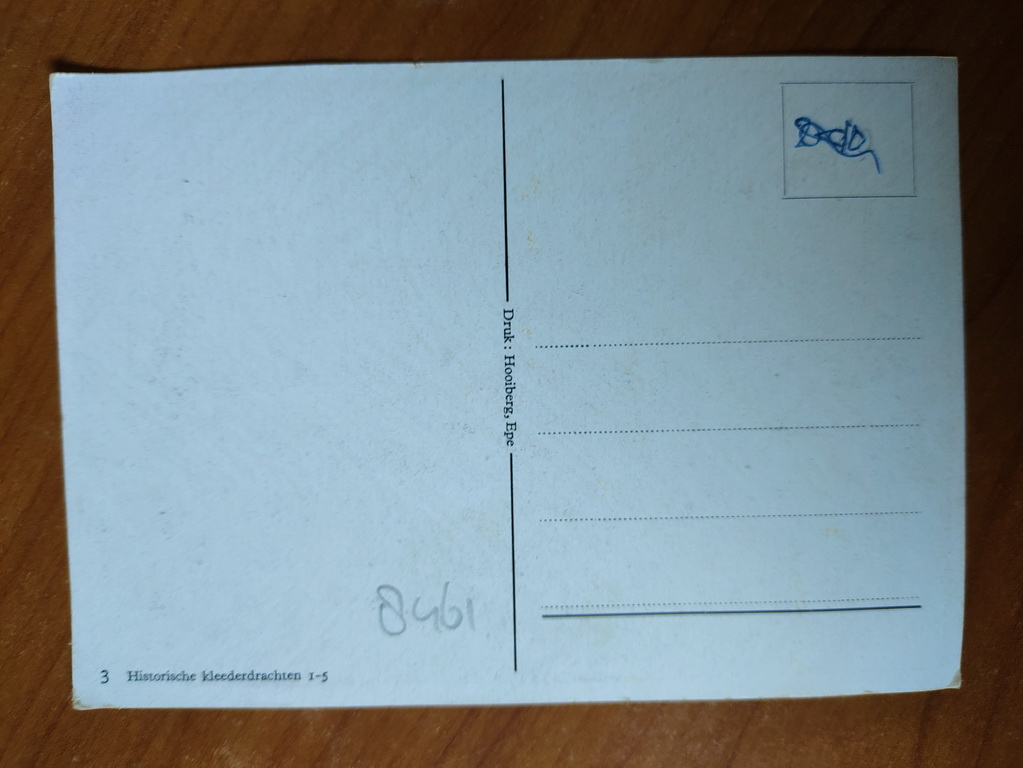 Druk: Hooiberg, Epe
8461
3 Historische kleederdrachten 1-5